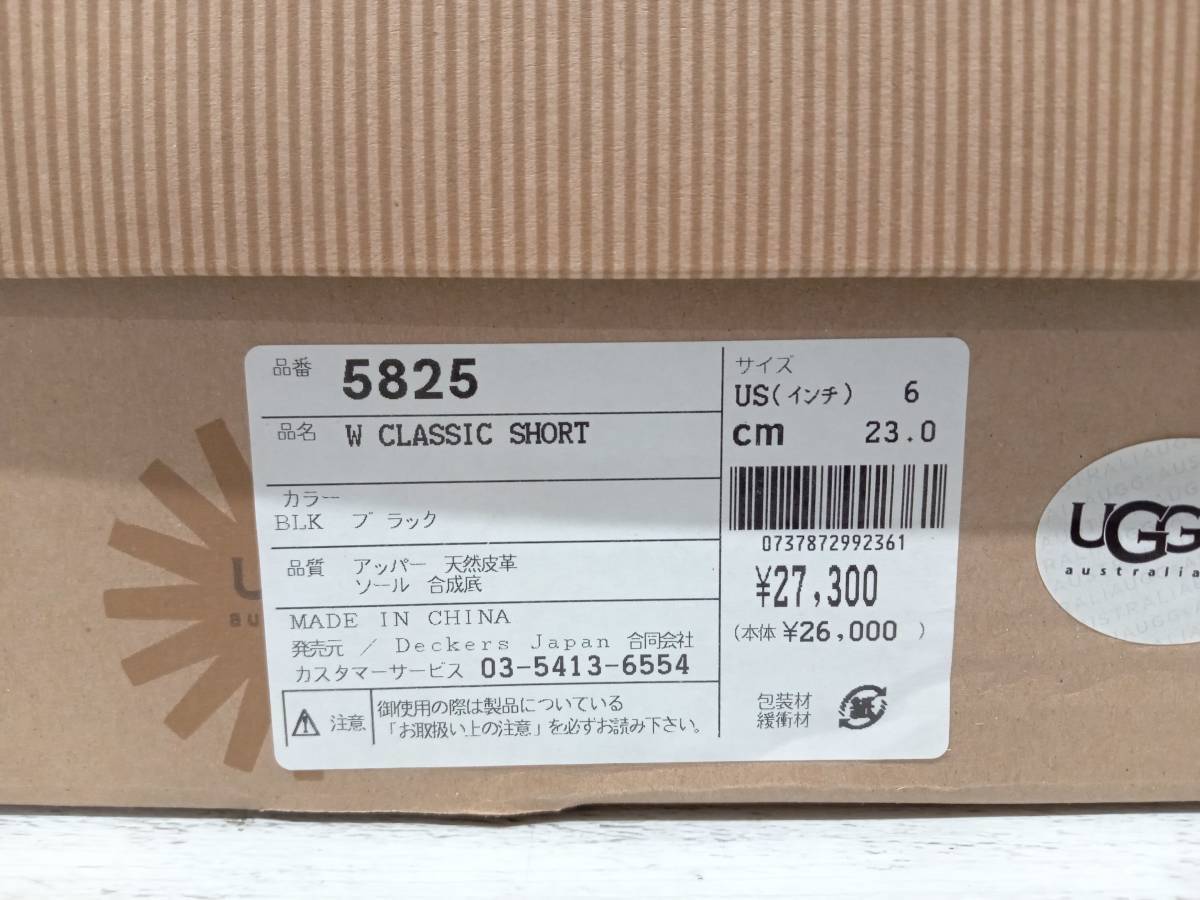 品番 5825
品名 W CLASSIC SHORT
カラー
BLK ブラック
品質 アッパー 天然皮革
ソール 合成底
MADE IN CHINA
発売元 / Deckers Japan 合同会社
カスタマーサービス 03-5413-6554
注意
御使用の際は製品についている
「お取扱い上の注意」を必ずお読み下さい。
サイズ
US(インチ) 6
cm 23.0
0737872992361
¥27,300
(本体 ¥26,000 )
包装材
緩衝材
紙
UGG
australia